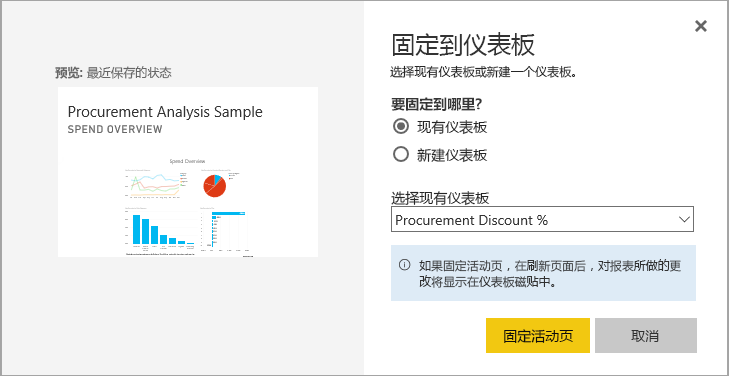 预览: 最近保存的状态
Procurement Analysis Sample
SPEND OVERVIEW
Spend Overview
固定到仪表板
选择现有仪表板或新建一个仪表板。
要固定到哪里?
现有仪表板
新建仪表板
选择现有仪表板
Procurement Discount %
如果固定活动页，在刷新页面后，对报表所做的更
改将显示在仪表板磁贴中。
固定活动页
取消